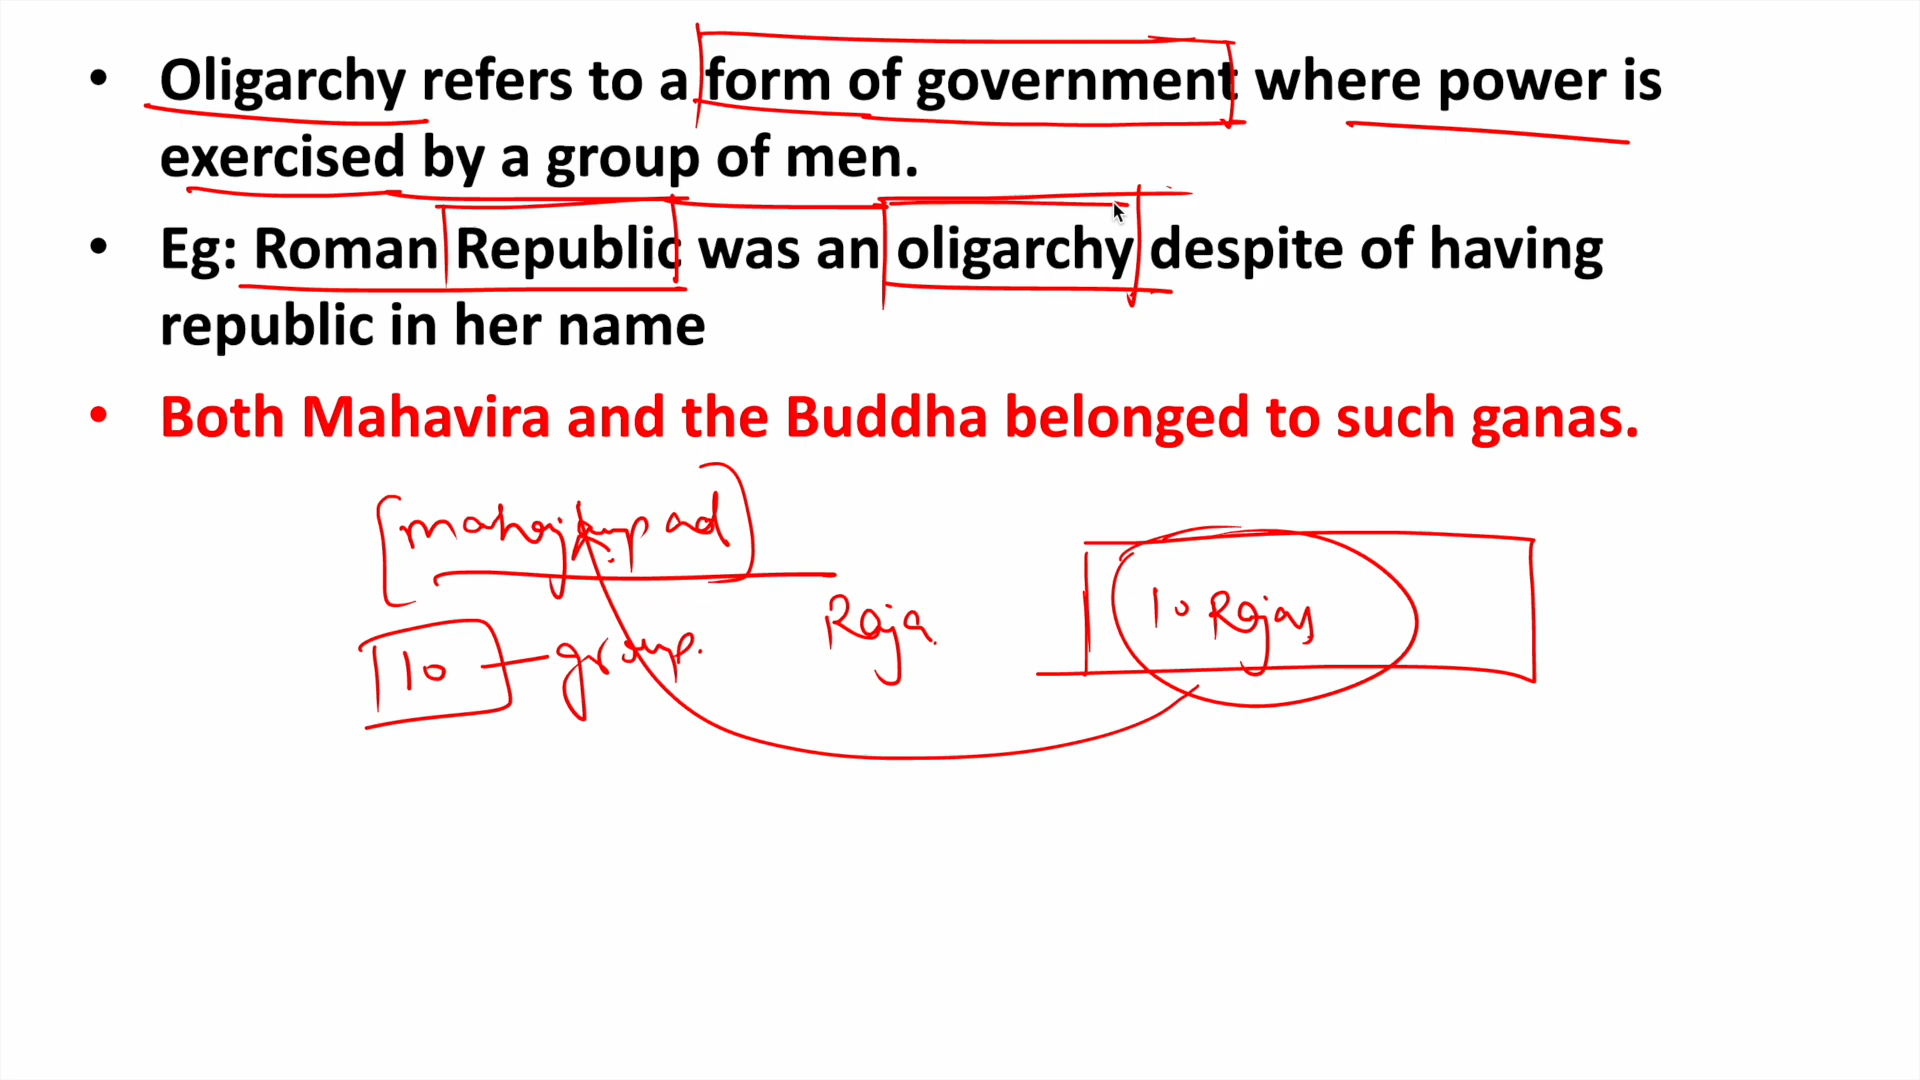 • Oligarchy refers to a form of government where power is
exercised by a group of men.
• Eg: Roman Republic was an oligarchy despite of having
republic in her name
• Both Mahavira and the Buddha belonged to such ganas.
Raja
10 Rajas
10 — group.